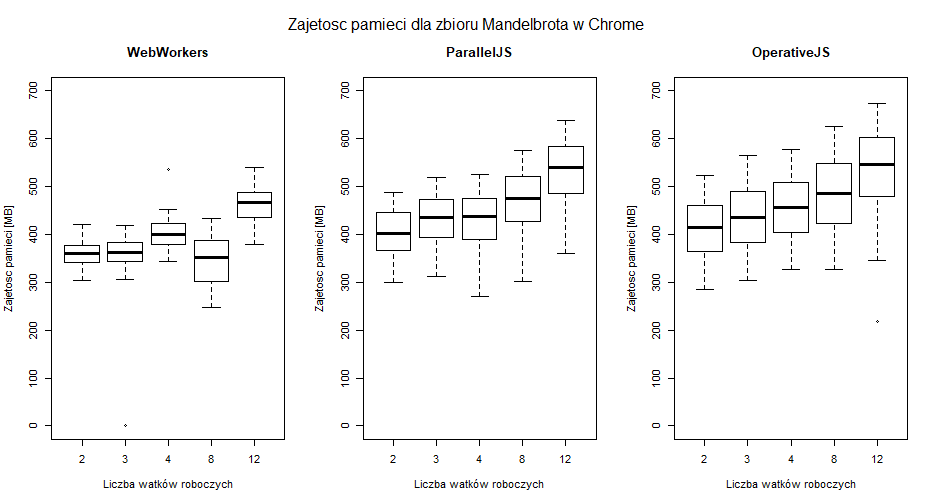 Zajetosc pamieci dla zbioru Mandelbrota w Chrome
WebWorkers
Zajetosc pamieci [MB]
700
600
500
400
300
200
100
0
2 3 4 8 12
Liczba watków roboczych
ParallelJS
Zajetosc pamieci [MB]
700
600
500
400
300
200
100
0
2 3 4 8 12
Liczba watków roboczych
OperativeJS
Zajetosc pamieci [MB]
700
600
500
400
300
200
100
0
2 3 4 8 12
Liczba watków roboczych